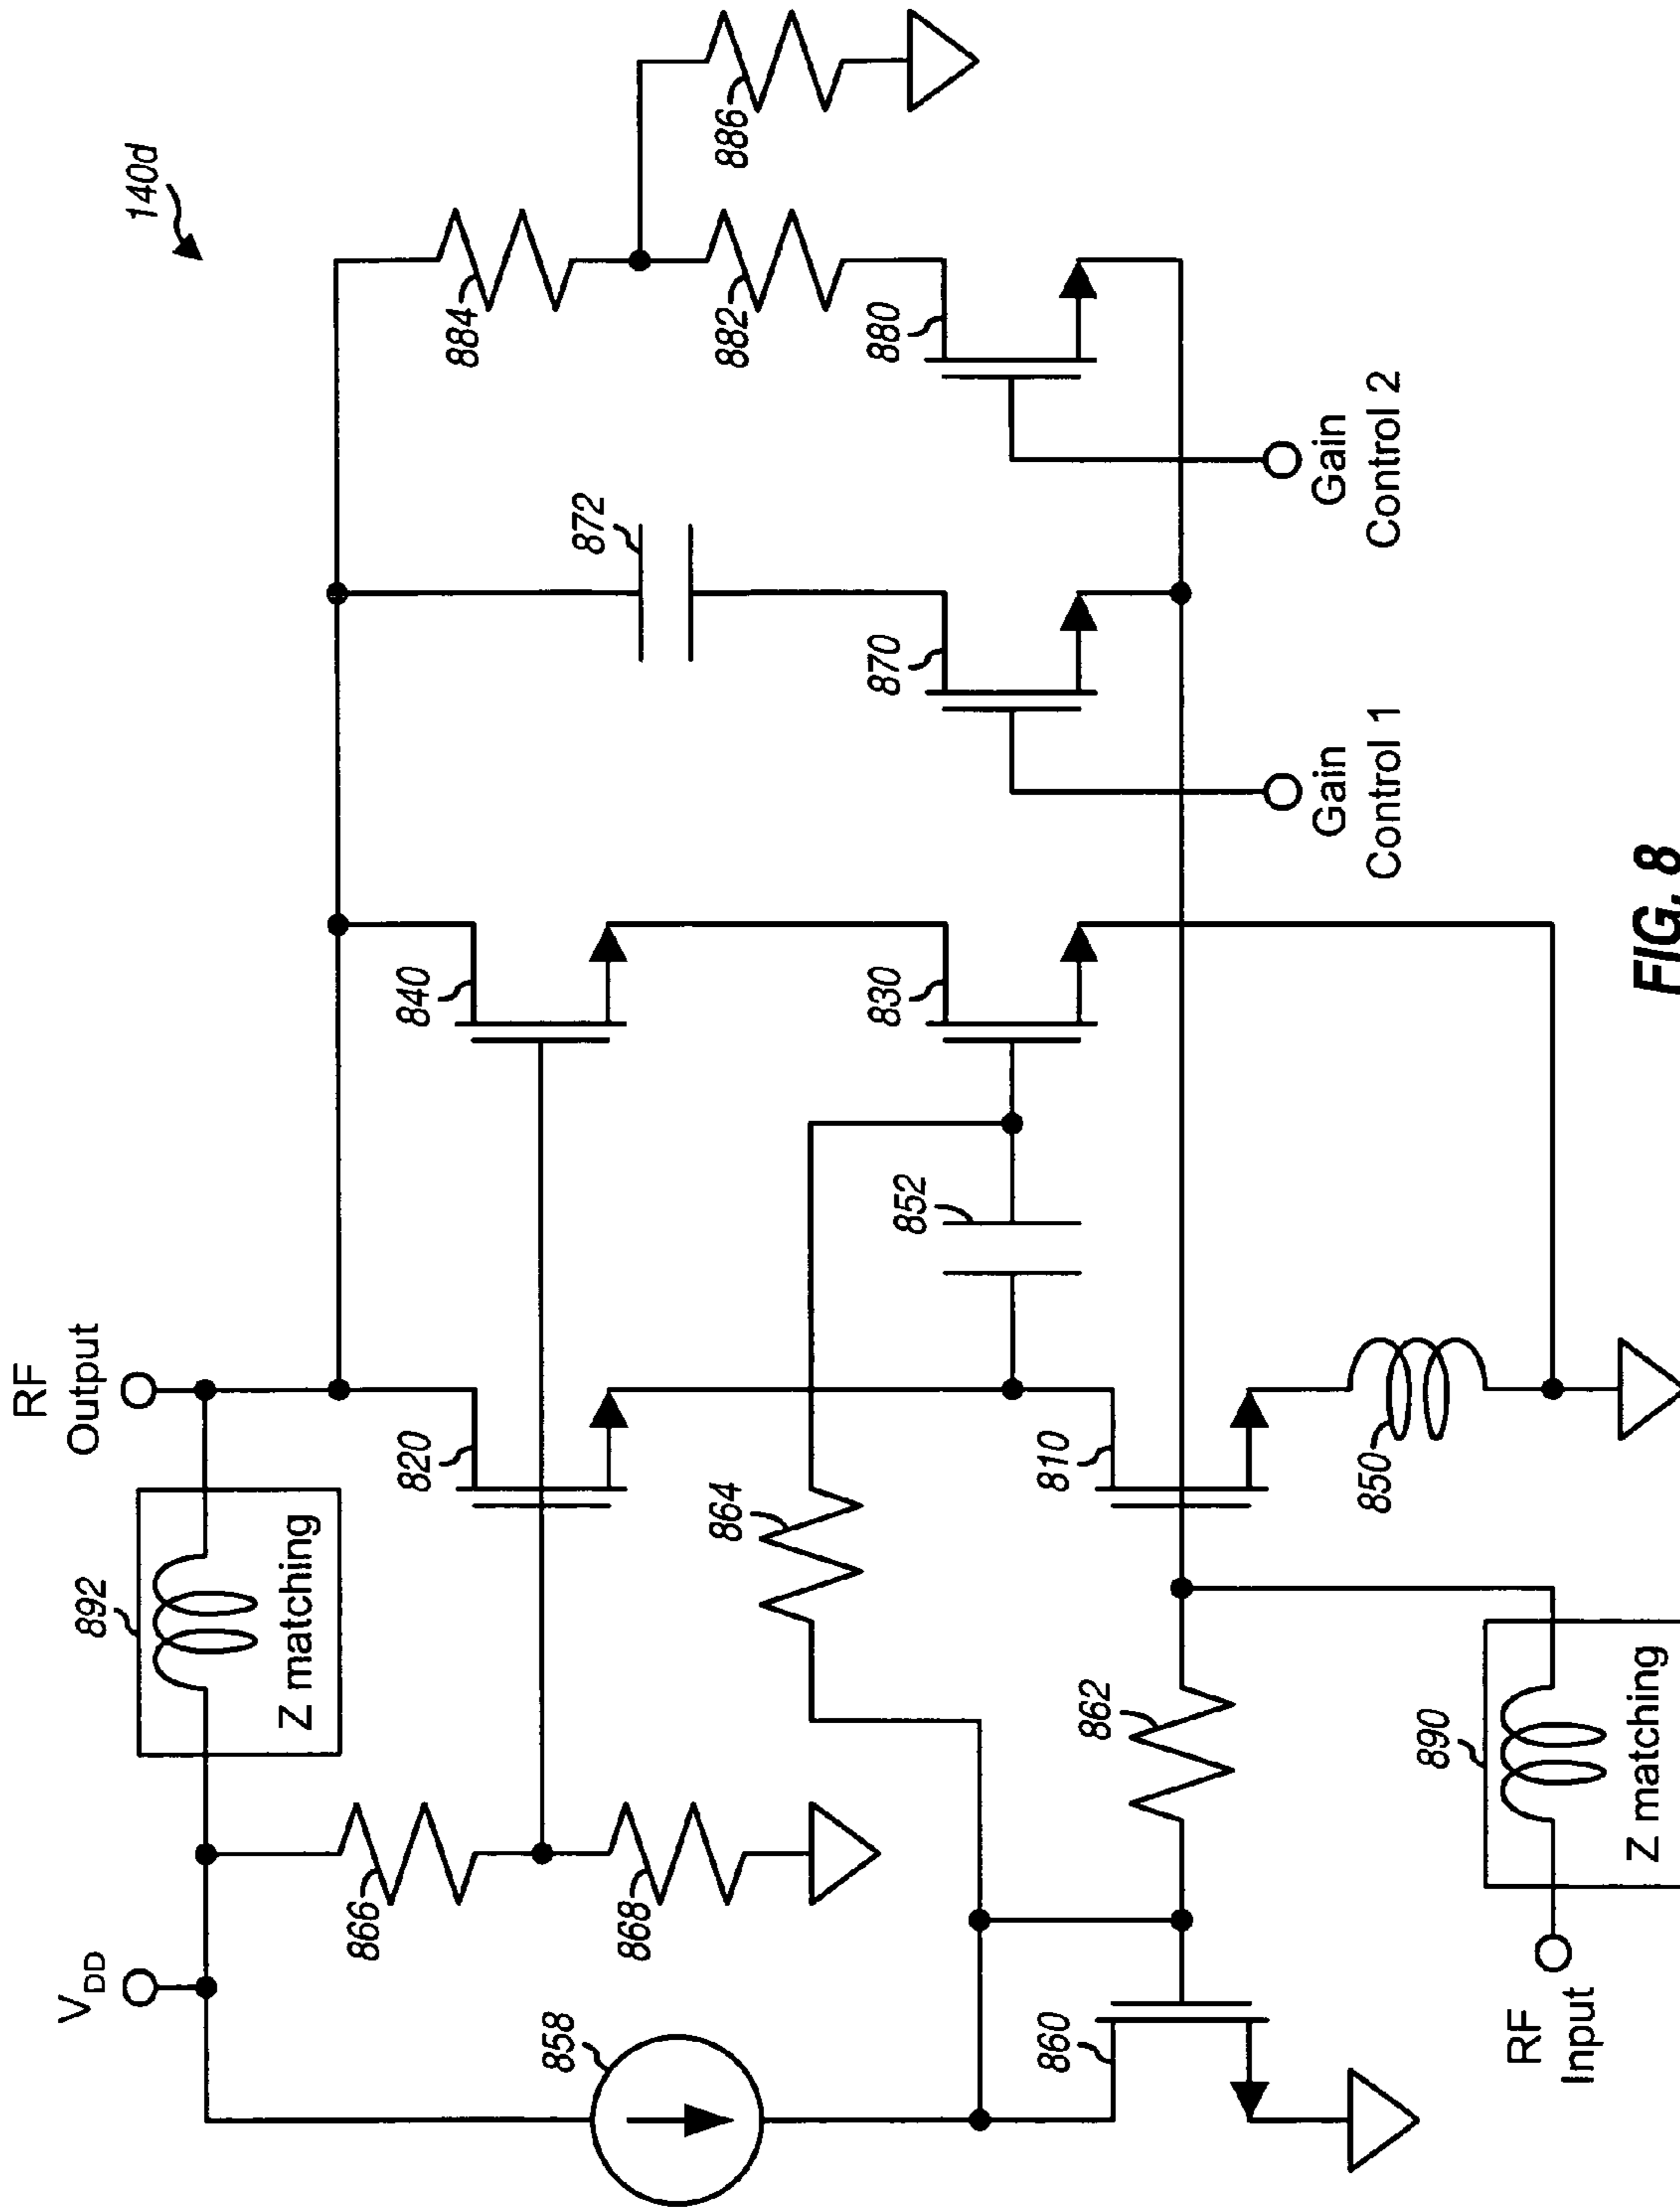 140d
V_DD
RF
Output
892
Z matching
866
868
858
820
840
872
884
886
882
864
852
830
870
880
860
862
810
850
Gain
Control 1
Gain
Control 2
RF
Input
890
Z matching
FIG. 8